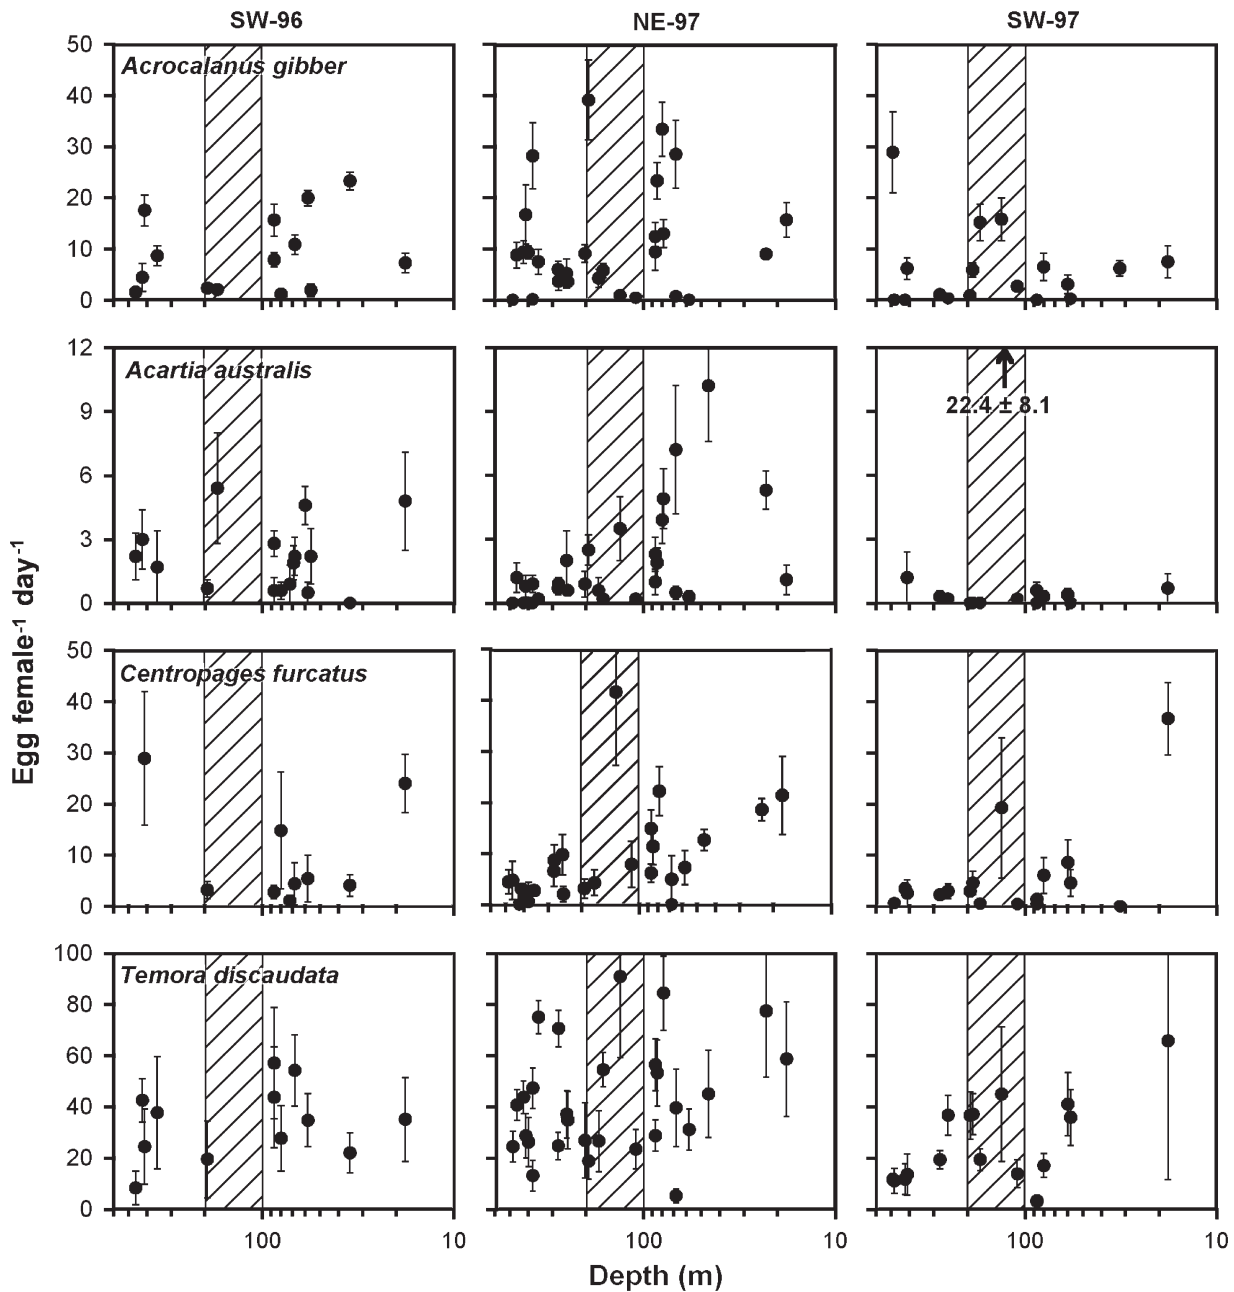 SW-96 NE-97 SW-97
50
Acrocalanus gibber
40
30
20
10
0
12
Acartia australis
9
22.4 ± 8.1
6
3
0
50
Centropages furcatus
40
30
20
10
0
100
Temora discaudata
80
60
40
20
0
100 10 100 10 100 10
Depth (m)
Egg female⁻¹ day⁻¹